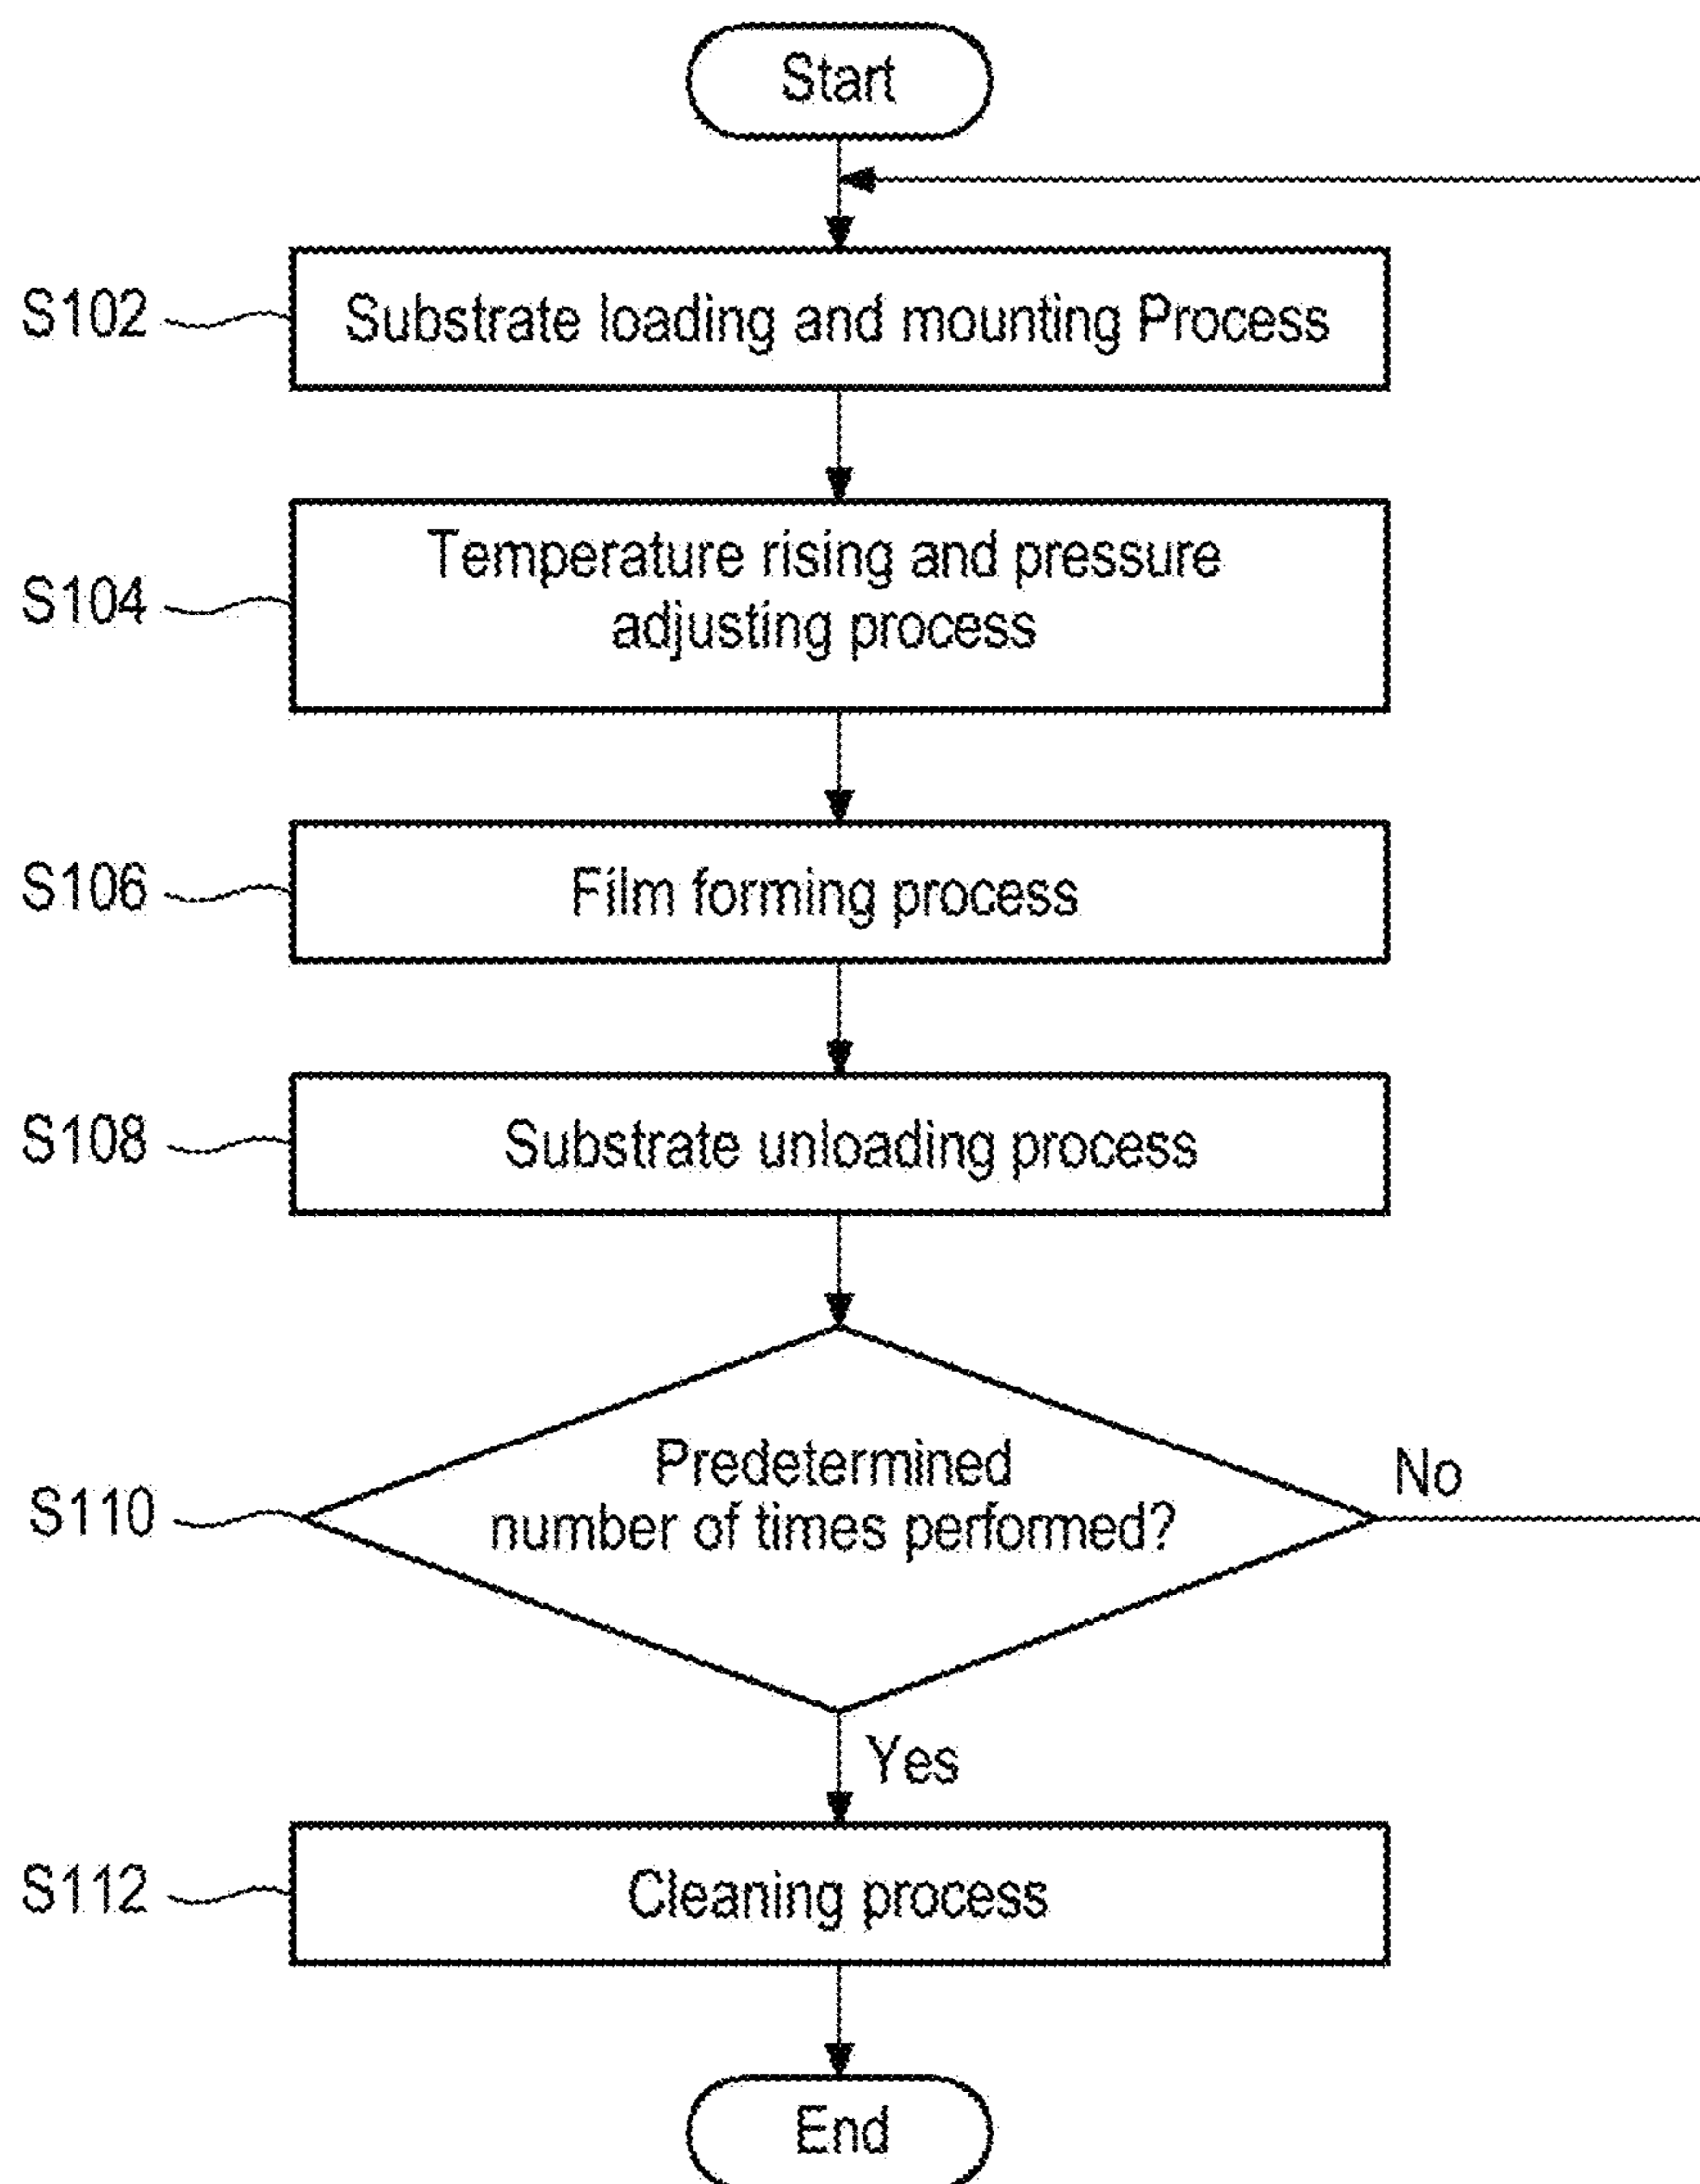 Start
S102
Substrate loading and mounting Process
S104
Temperature rising and pressure
adjusting process
S106
Film forming process
S108
Substrate unloading process
S110
Predetermined
number of times performed?
No
Yes
S112
Cleaning process
End